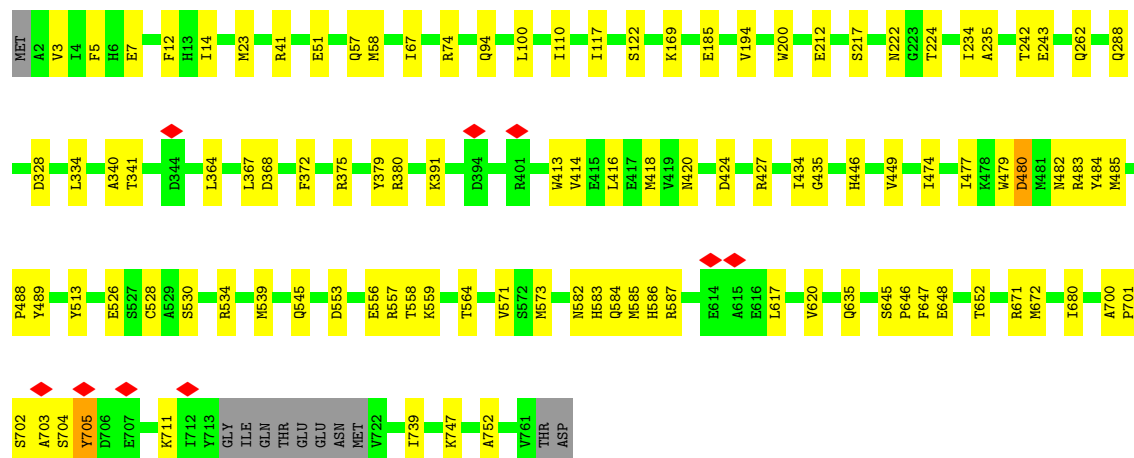 MET A2 V3 I4 F5 H6 E7 F12 H13 I14 M23 R41 E51 Q57 M58 I67 R74 Q94 L100 I110 I117 S122 K169 E185 V194 W200 E212 S217 N222 G223 T224 I234 A235 T242 E243 Q262 Q288
D328 L334 A340 T341 D344 L364 L367 D368 F372 R375 Y379 R380 K391 D394 R401 W413 V414 E415 L416 E417 M418 V419 N420 D424 R427 I434 G435 H446 V449 I474 I477 K478 W479 D480 M481 N482 R483 Y484 M485
P488 Y489 Y513 E526 S527 C528 A529 S530 R534 M539 Q545 D553 E556 R557 T558 K559 T564 V571 S572 M573 N582 H583 Q584 M585 H586 R587 E614 A615 E616 L617 V620 Q635 S645 P646 F647 E648 T652 R671 M672 I680 A700 P701
S702 A703 S704 Y705 D706 E707 K711 I712 Y713 GLY ILE GLN THR GLU GLU ASN MET V722 I739 K747 A752 V761 THR ASP